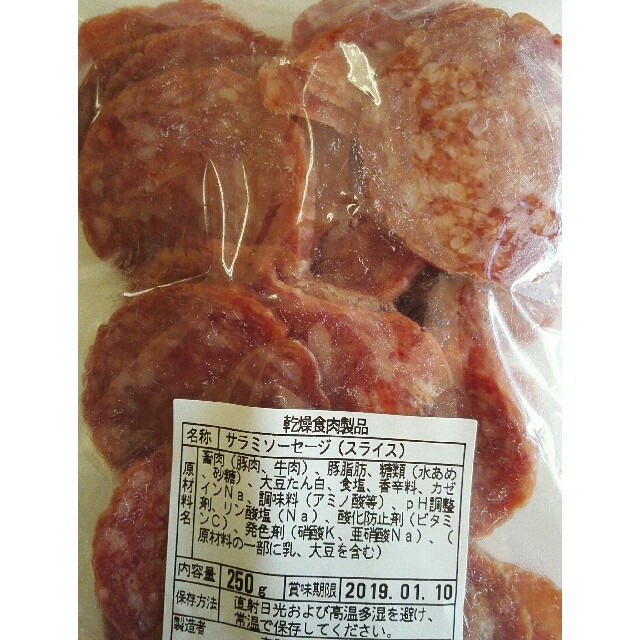 乾燥食肉製品
名称 サラミソーセージ（スライス）
原材料名 畜肉（豚肉、牛肉）、豚脂肪、糖類（水あめ
、砂糖）、大豆たん白、食塩、香辛料、カゼ
インNa、調味料（アミノ酸等）、pH調整
剤、リン酸塩（Na）、酸化防止剤（ビタミ
ンC）、発色剤（硝酸K、亜硝酸Na）、（
原材料の一部に乳、大豆を含む）
内容量 250g 賞味期限 2019.01.10
保存方法 直射日光および高温多湿を避け、
常温で保存してください。
製造者